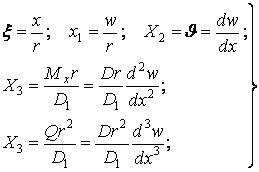 ξ = x/r; x₁ = w/r; X₂ = ϑ = dw/dx;
X₃ = Mₓr/D₁ = Dr/D₁ d²w/dx²;
X₃ = Qr²/D₁ = Dr²/D₁ d³w/dx³; }